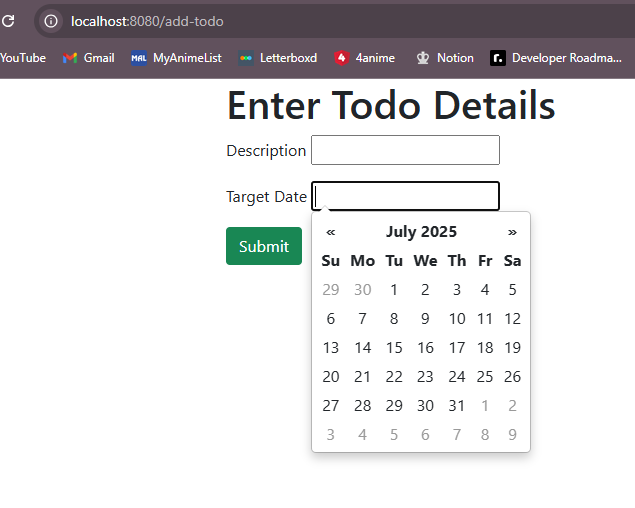 localhost:8080/add-todo
YouTube Gmail MAL MyAnimeList Letterboxd 4anime Notion r. Developer Roadma...
Enter Todo Details
Description
Target Date
Submit
« July 2025 »
Su Mo Tu We Th Fr Sa
29 30 1 2 3 4 5
6 7 8 9 10 11 12
13 14 15 16 17 18 19
20 21 22 23 24 25 26
27 28 29 30 31 1 2
3 4 5 6 7 8 9